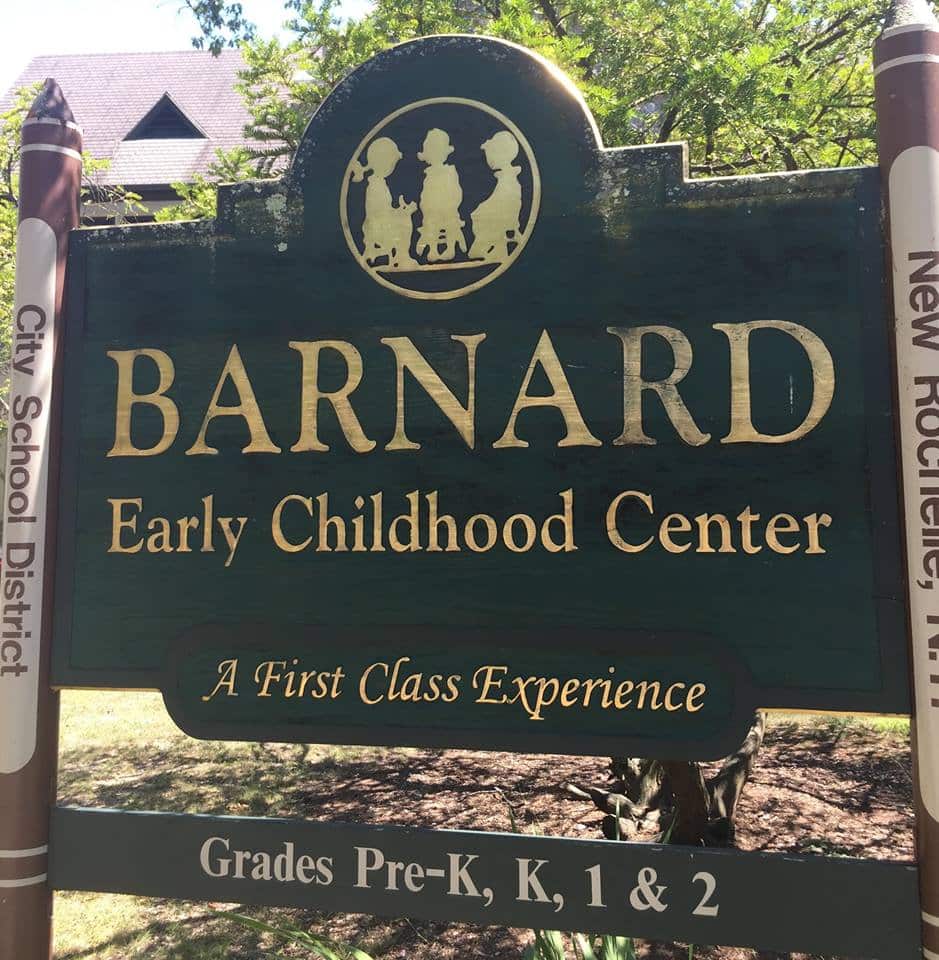 BARNARD
Early Childhood Center
A First Class Experience
Grades Pre-K, K, 1 & 2
City School District
New Rochelle, N.Y.